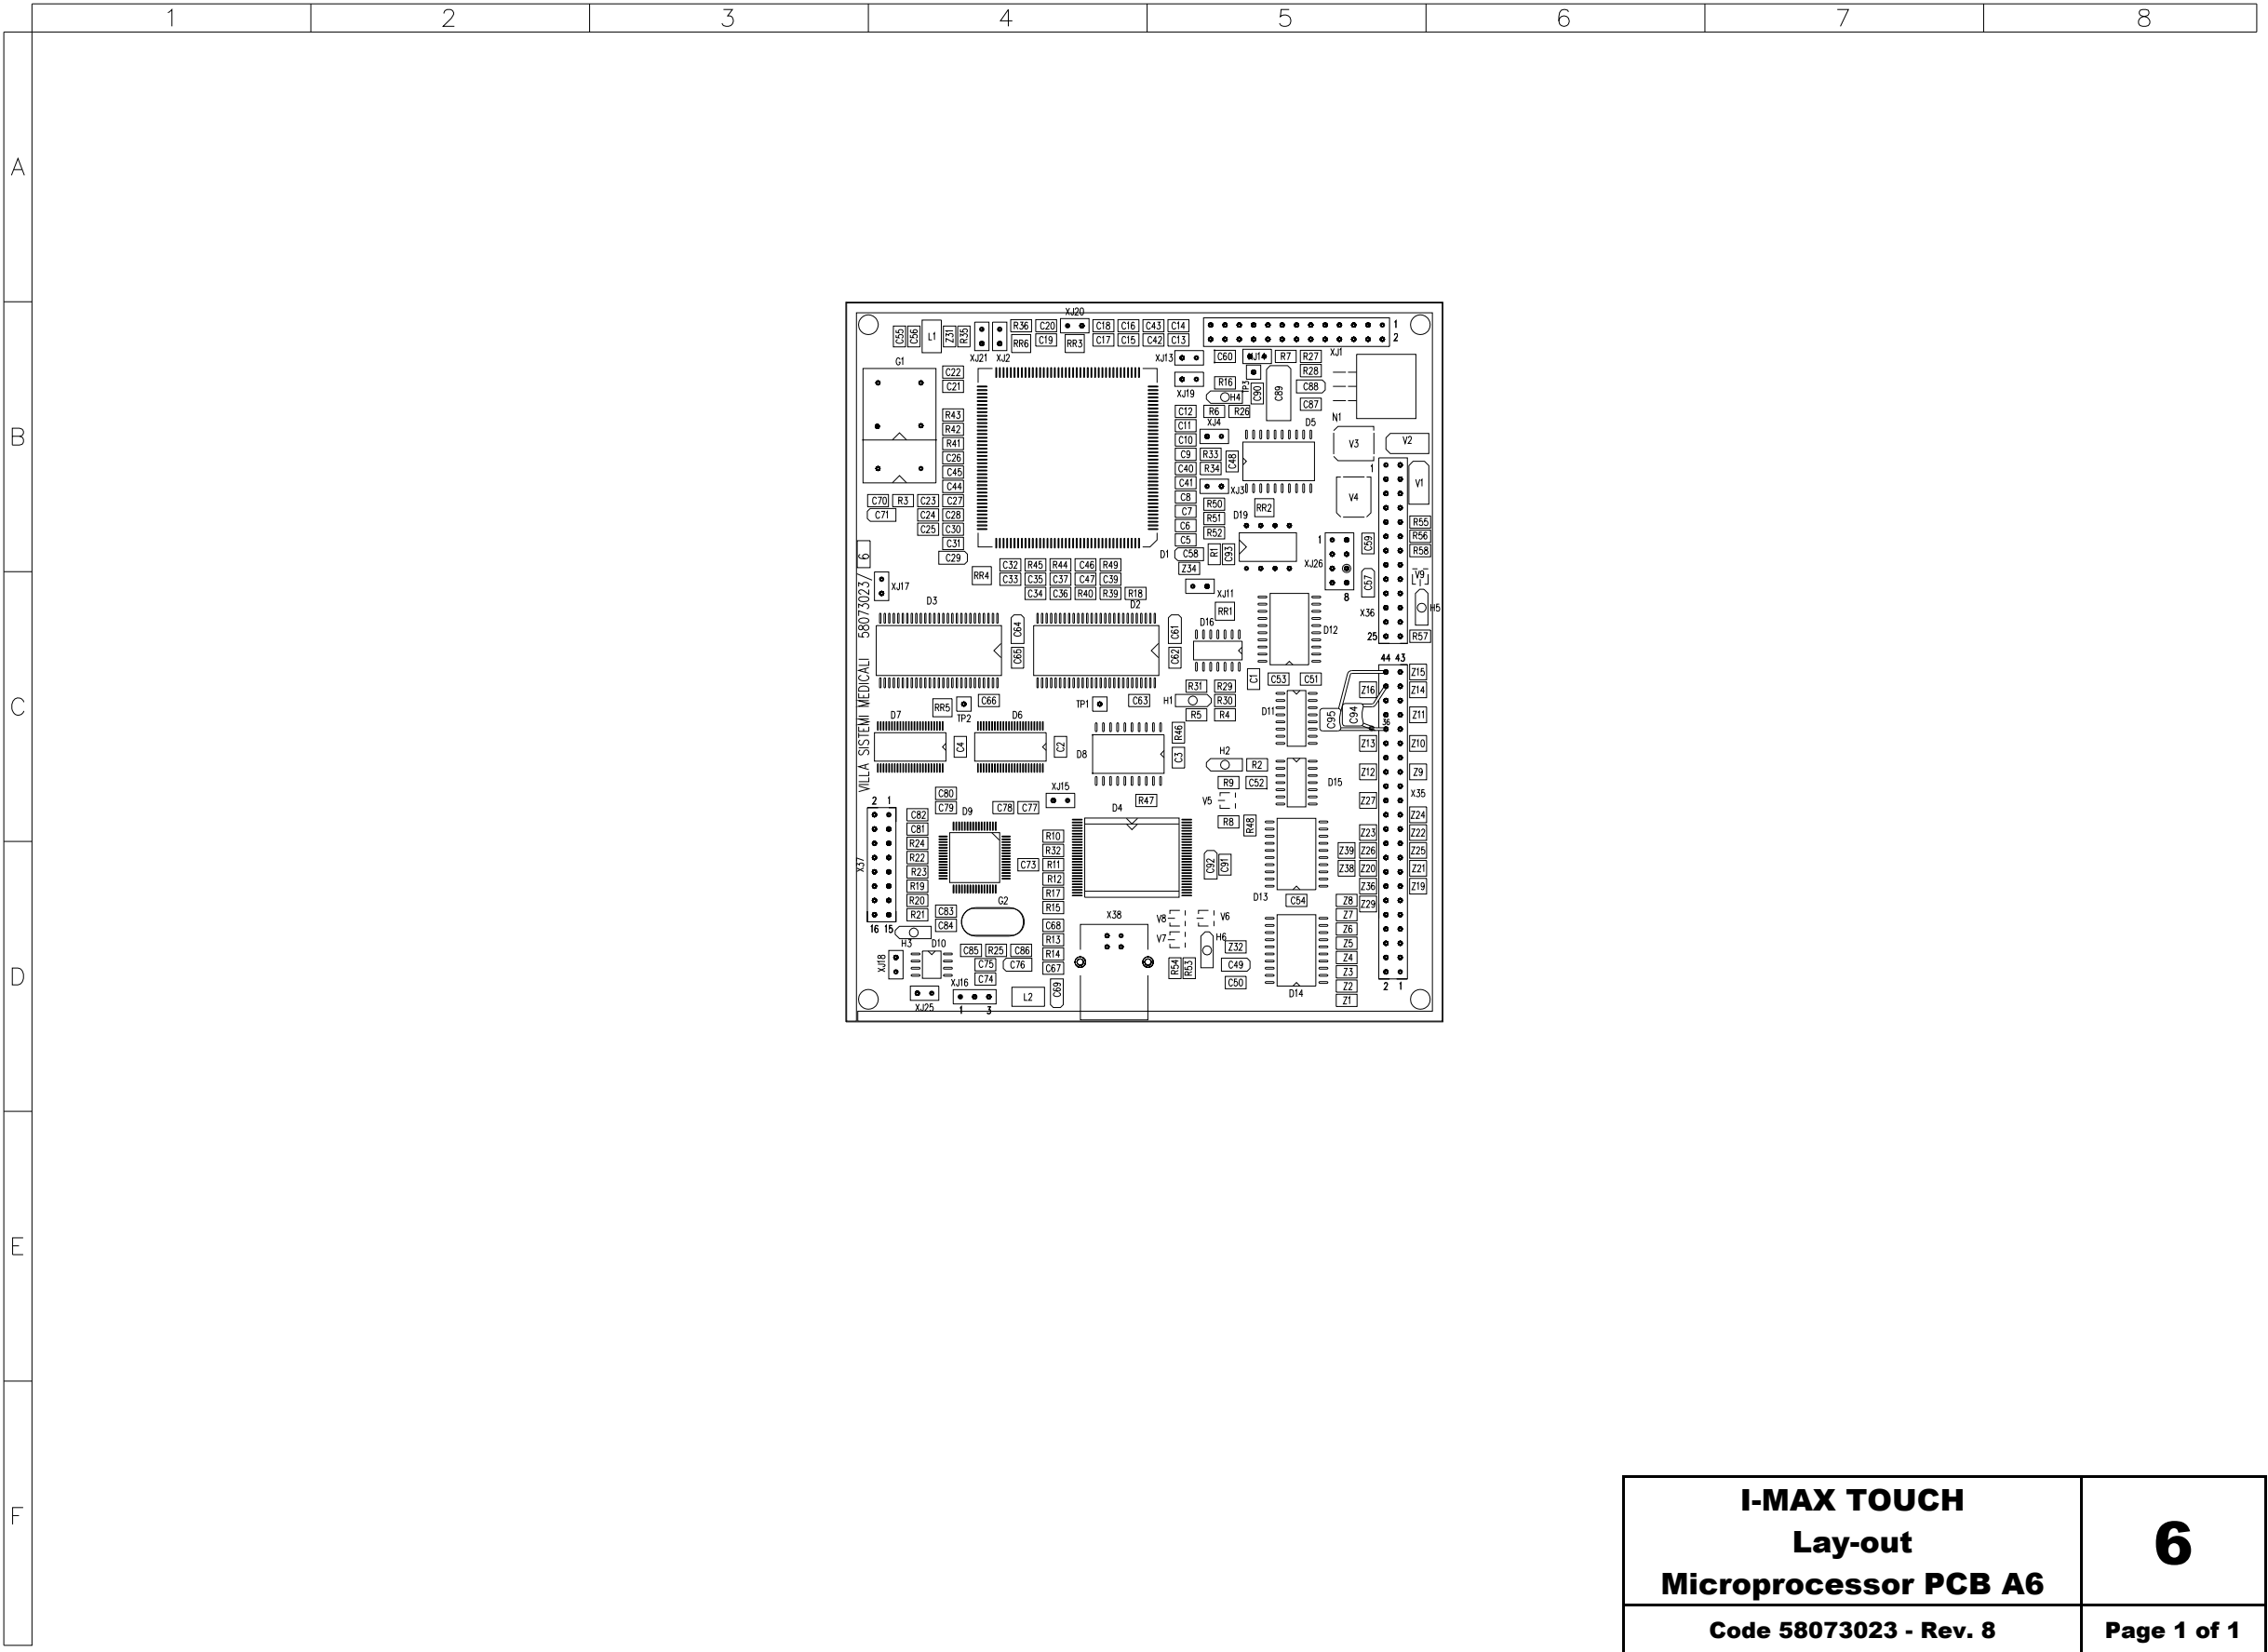 1 2 3 4 5 6 7 8
A
B
C
D
E
F
XJ20
C55 C56 L1 Z31 R35 R36 C20 C18 C16 C43 C14 1
RR6 C19 RR3 C17 C15 C42 C13 2
XJ21 XJ2 XJ13 C60 R7 R27 XJ1
G1 C22 R28
C21 XJ19 R16 TP3 C90 C89 C88
H4 C87
R43 C12 R6 R26 N1
R42 C11 XJ4 D5
R41 C10 V3 V2
C26 C9 R33 C48
C45 C40 R34 1
C44 C41 XJ3 V1
C70 R3 C23 C27 C8 R50 RR2 V4
C71 C24 C28 C7 R51 D19
C25 C30 C6 R52 R55
C31 C5 1 C59 R56
6 C29 D1 C58 R1 C93 R58
RR4 C32 R45 R44 C46 R49 Z34 XJ26
C33 C35 C37 C47 C39 C57 V9
XJ17 C34 C36 R40 R39 R18 XJ11 8
D3 D2 RR1 X36 H5
C64 C61 D16 D12
25 R57
C65 C62 44 43
C1 C53 C51 Z15
R31 R29 Z16 Z14
RR5 C66 TP1 C63 H1 R30
D7 TP2 D6 R5 R4 D11 C95 C94 Z11
36
R46 Z13 Z10
C4 C2 D8 C3 H2 R2 Z12 Z9
VILLA SISTEMI MEDICALI 58073023/
R9 C52 D15
C80 XJ15 R47 V5 Z27 X35
2 1 C79 C78 C77 D4
C82 D9 Z24
C81 R8 R48 Z23 Z22
R24 R10
R22 R32 Z39 Z26 Z25
X37 R23 C73 R11 C92 C91 Z38 Z20 Z21
R19 R12 Z36 Z19
R20 R17 D13 C54 Z8 Z29
R21 C83 G2 R15 X38 Z7
16 15 C84 C68 V8 V6 Z6
H3 D10 R13 V7 H6 Z5
C85 R25 C86 R14 Z32 Z4
XJ18 C75 C76 C67 R54 R53 C49 Z3
XJ16 C74 C50 Z2 2 1
L2 C69 D14 Z1
XJ25 1 3
I-MAX TOUCH
Lay-out
Microprocessor PCB A6
6
Code 58073023 - Rev. 8
Page 1 of 1